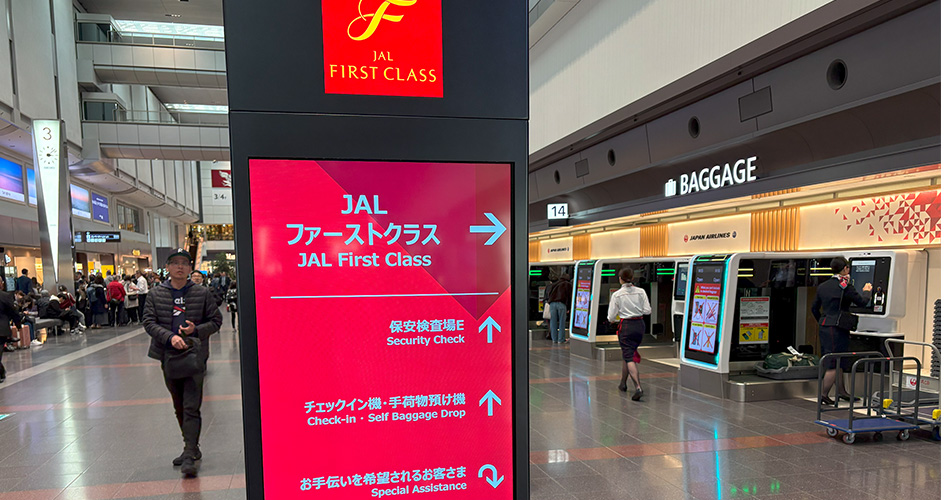 JAL
FIRST CLASS
JAL
ファーストクラス
JAL First Class
保安検査場E
Security Check
チェックイン機・手荷物預け機
Check-in・Self Baggage Drop
お手伝いを希望されるお客さま
Special Assistance
3
3/4
14
BAGGAGE
JAPAN AIRLINES